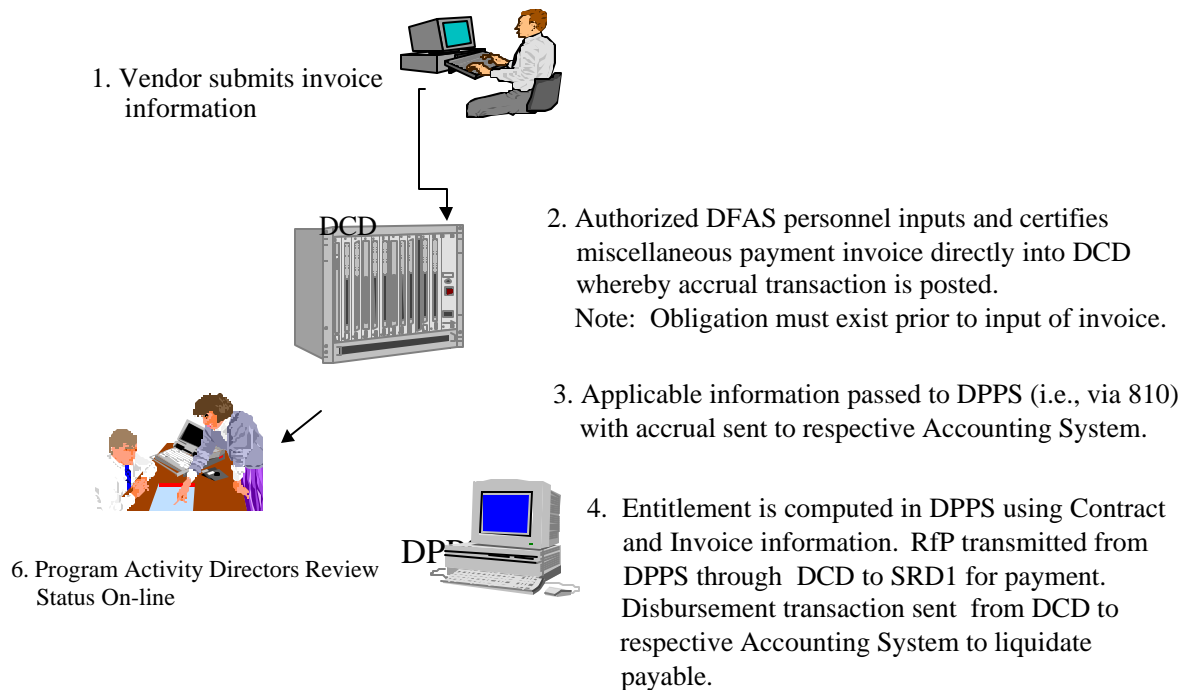 1. Vendor submits invoice
information
DCD
2. Authorized DFAS personnel inputs and certifies
miscellaneous payment invoice directly into DCD
whereby accrual transaction is posted.
Note: Obligation must exist prior to input of invoice.
3. Applicable information passed to DPPS (i.e., via 810)
with accrual sent to respective Accounting System.
4. Entitlement is computed in DPPS using Contract
and Invoice information. RfP transmitted from
DPPS through DCD to SRD1 for payment.
Disbursement transaction sent from DCD to
respective Accounting System to liquidate
payable.
6. Program Activity Directors Review
Status On-line